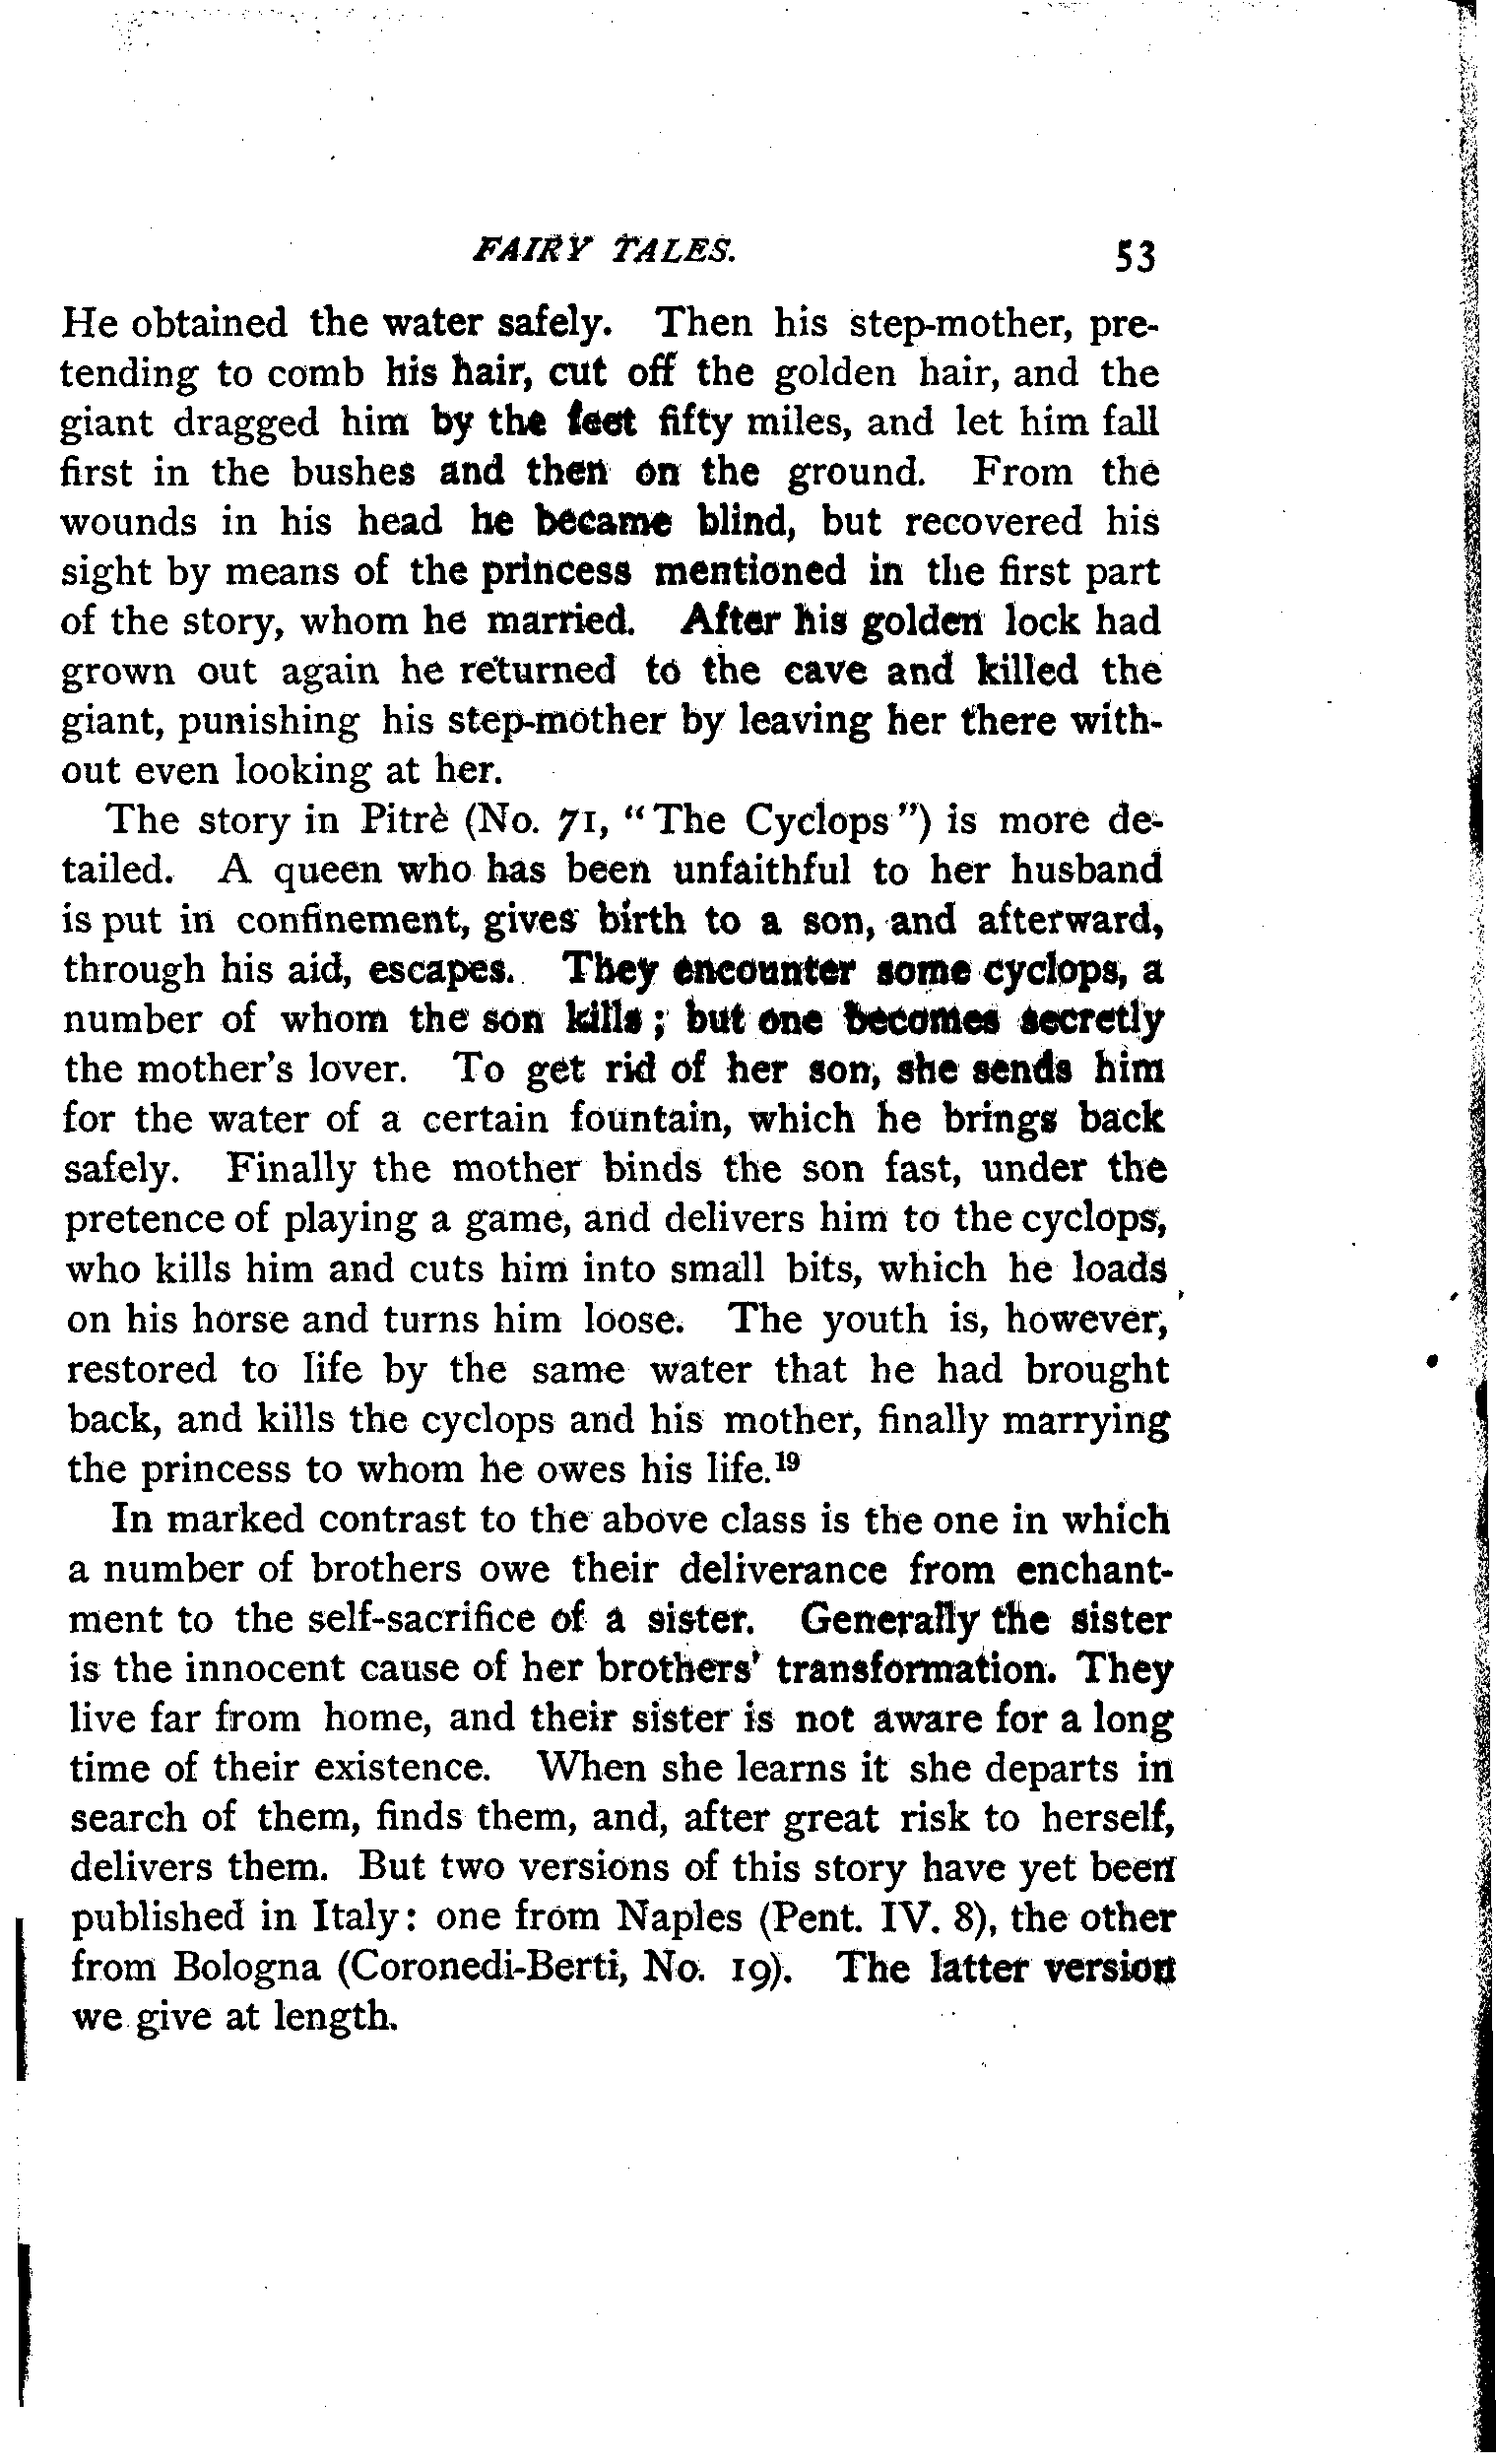 FAIRY TALES. 53
He obtained the water safely. Then his step-mother, pre-
tending to comb his hair, cut off the golden hair, and the
giant dragged him by the feet fifty miles, and let him fall
first in the bushes and then on the ground. From the
wounds in his head he became blind, but recovered his
sight by means of the princess mentioned in the first part
of the story, whom he married. After his golden lock had
grown out again he returned to the cave and killed the
giant, punishing his step-mother by leaving her there with-
out even looking at her.
The story in Pitrè (No. 71, "The Cyclops") is more de-
tailed. A queen who has been unfaithful to her husband
is put in confinement, gives birth to a son, and afterward,
through his aid, escapes. They encounter some cyclops, a
number of whom the son kills; but one becomes secretly
the mother's lover. To get rid of her son, she sends him
for the water of a certain fountain, which he brings back
safely. Finally the mother binds the son fast, under the
pretence of playing a game, and delivers him to the cyclops,
who kills him and cuts him into small bits, which he loads
on his horse and turns him loose. The youth is, however,
restored to life by the same water that he had brought
back, and kills the cyclops and his mother, finally marrying
the princess to whom he owes his life.¹⁹
In marked contrast to the above class is the one in which
a number of brothers owe their deliverance from enchant-
ment to the self-sacrifice of a sister. Generally the sister
is the innocent cause of her brothers' transformation. They
live far from home, and their sister is not aware for a long
time of their existence. When she learns it she departs in
search of them, finds them, and, after great risk to herself,
delivers them. But two versions of this story have yet been
published in Italy: one from Naples (Pent. IV. 8), the other
from Bologna (Coronedi-Berti, No. 19). The latter version
we give at length.